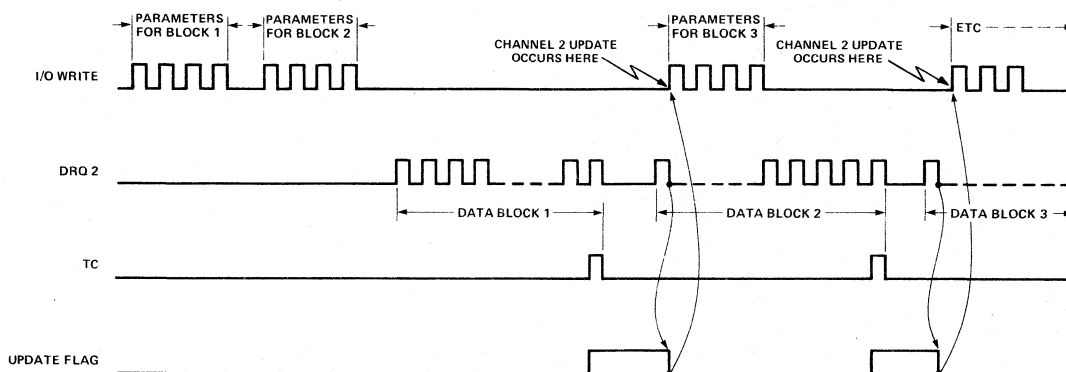 PARAMETERS
FOR BLOCK 1
PARAMETERS
FOR BLOCK 2
PARAMETERS
FOR BLOCK 3
ETC
CHANNEL 2 UPDATE
OCCURS HERE
CHANNEL 2 UPDATE
OCCURS HERE
I/O WRITE
DRQ 2
DATA BLOCK 1
DATA BLOCK 2
DATA BLOCK 3
TC
UPDATE FLAG